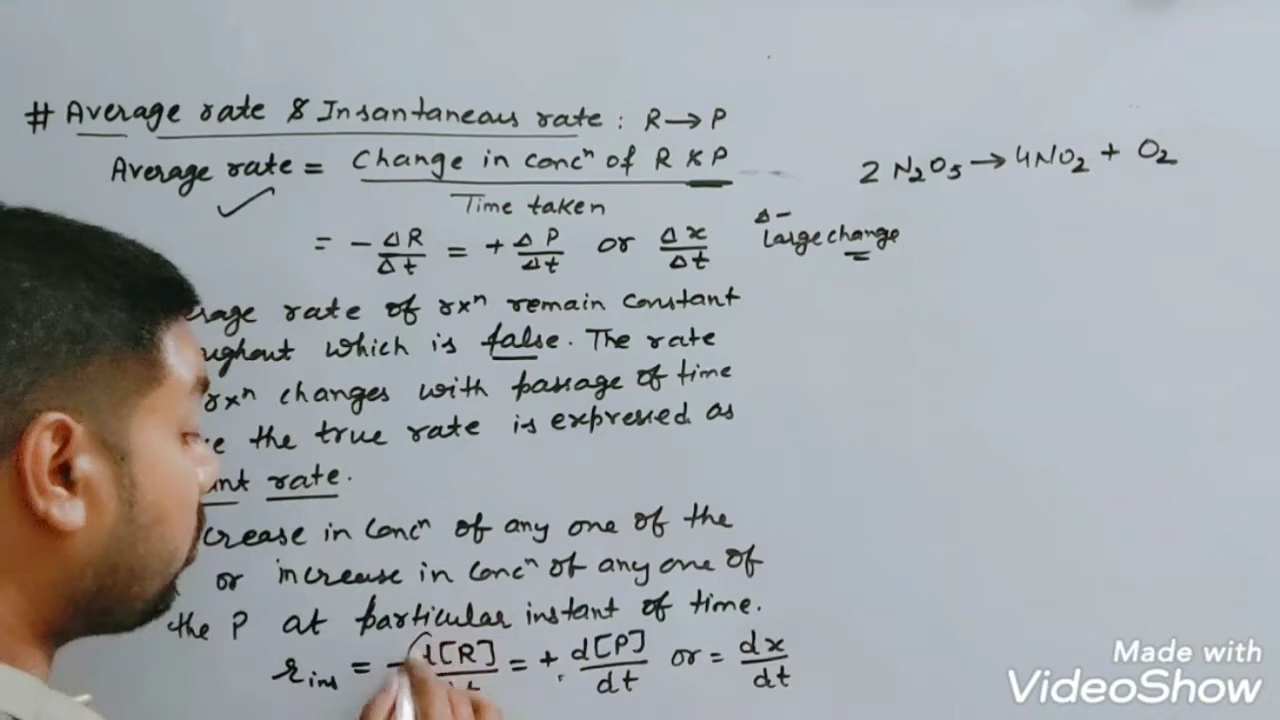 # Average rate & Insantaneous rate : R → P
Average rate = Change in concⁿ of R & P
Time taken
2 N₂O₅ → 4NO₂ + O₂
= - ΔR/Δt = + ΔP/Δt or Δx/Δt
Δ -
Large change
rate of rxⁿ remain constant
which is false. The rate
rxⁿ changes with passage of time
the true rate is expressed as
rate.
in Concⁿ of any one of the
or increase in Concⁿ of any one of
the P at particular instant of time.
r ins = - d[R] = + d[P]/dt or = dx/dt
Made with
VideoShow